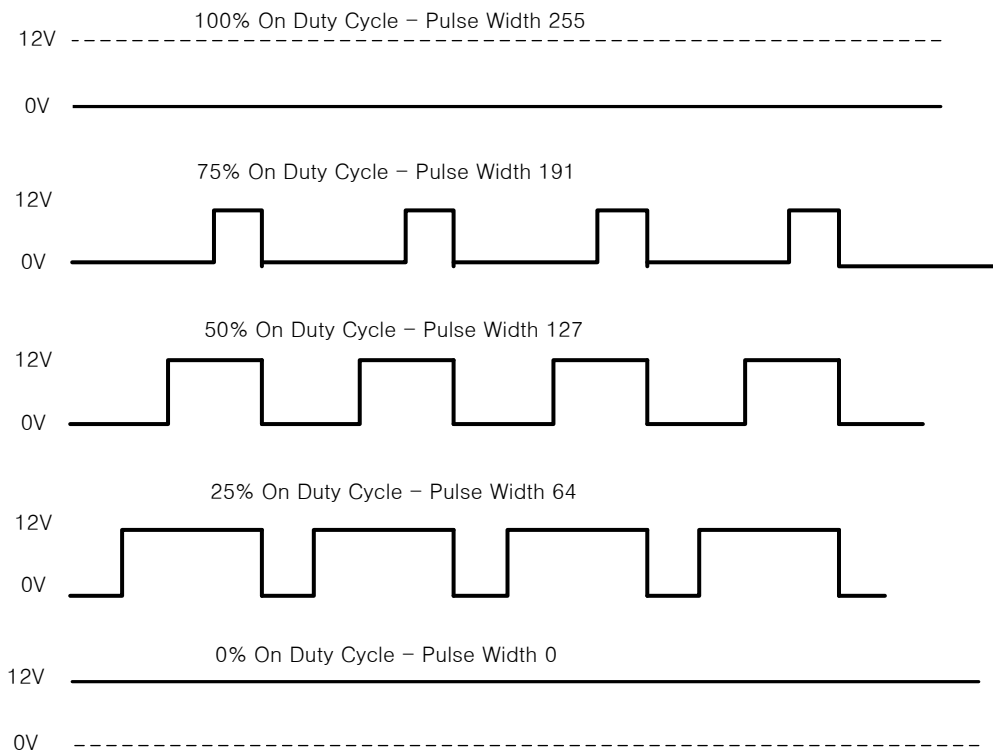 100% On Duty Cycle – Pulse Width 255
12V
0V
75% On Duty Cycle – Pulse Width 191
12V
0V
50% On Duty Cycle – Pulse Width 127
12V
0V
25% On Duty Cycle – Pulse Width 64
12V
0V
0% On Duty Cycle – Pulse Width 0
12V
0V